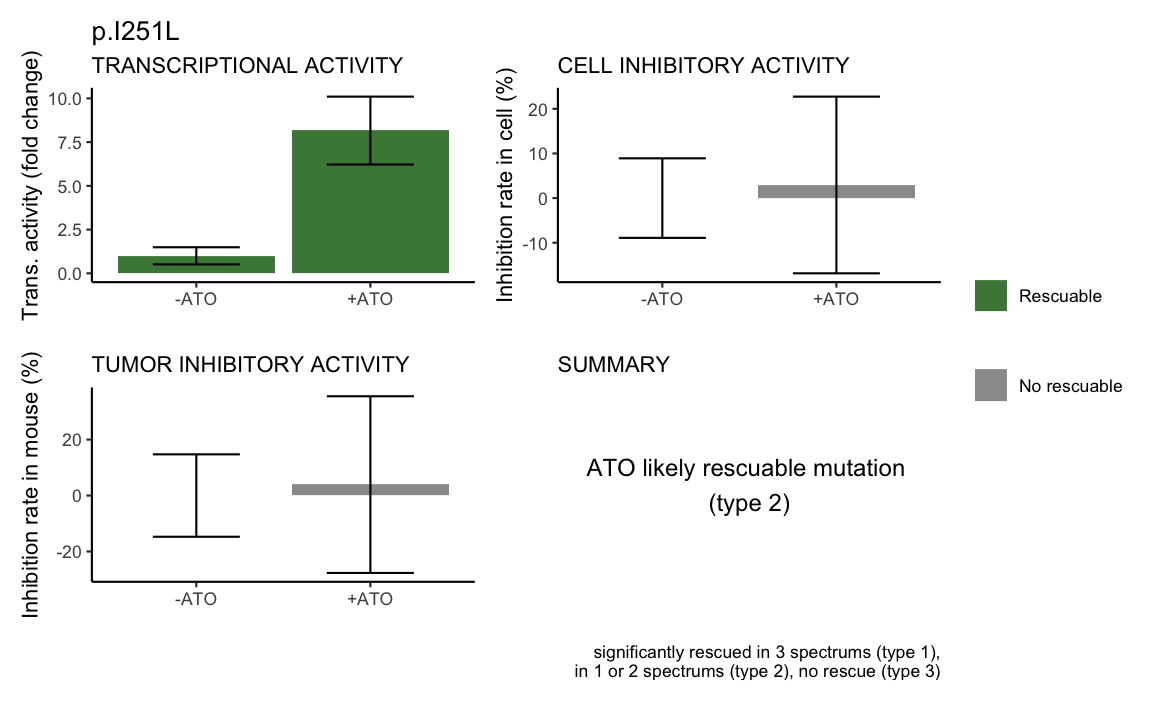 p.I251L
TRANSCRIPTIONAL ACTIVITY
Trans. activity (fold change)
10.0
7.5
5.0
2.5
0.0
-ATO +ATO
CELL INHIBITORY ACTIVITY
Inhibition rate in cell (%)
20
10
0
-10
-ATO +ATO
Rescuable
No rescuable
TUMOR INHIBITORY ACTIVITY
Inhibition rate in mouse (%)
20
0
-20
-ATO +ATO
SUMMARY
ATO likely rescuable mutation
(type 2)
significantly rescued in 3 spectrums (type 1),
in 1 or 2 spectrums (type 2), no rescue (type 3)